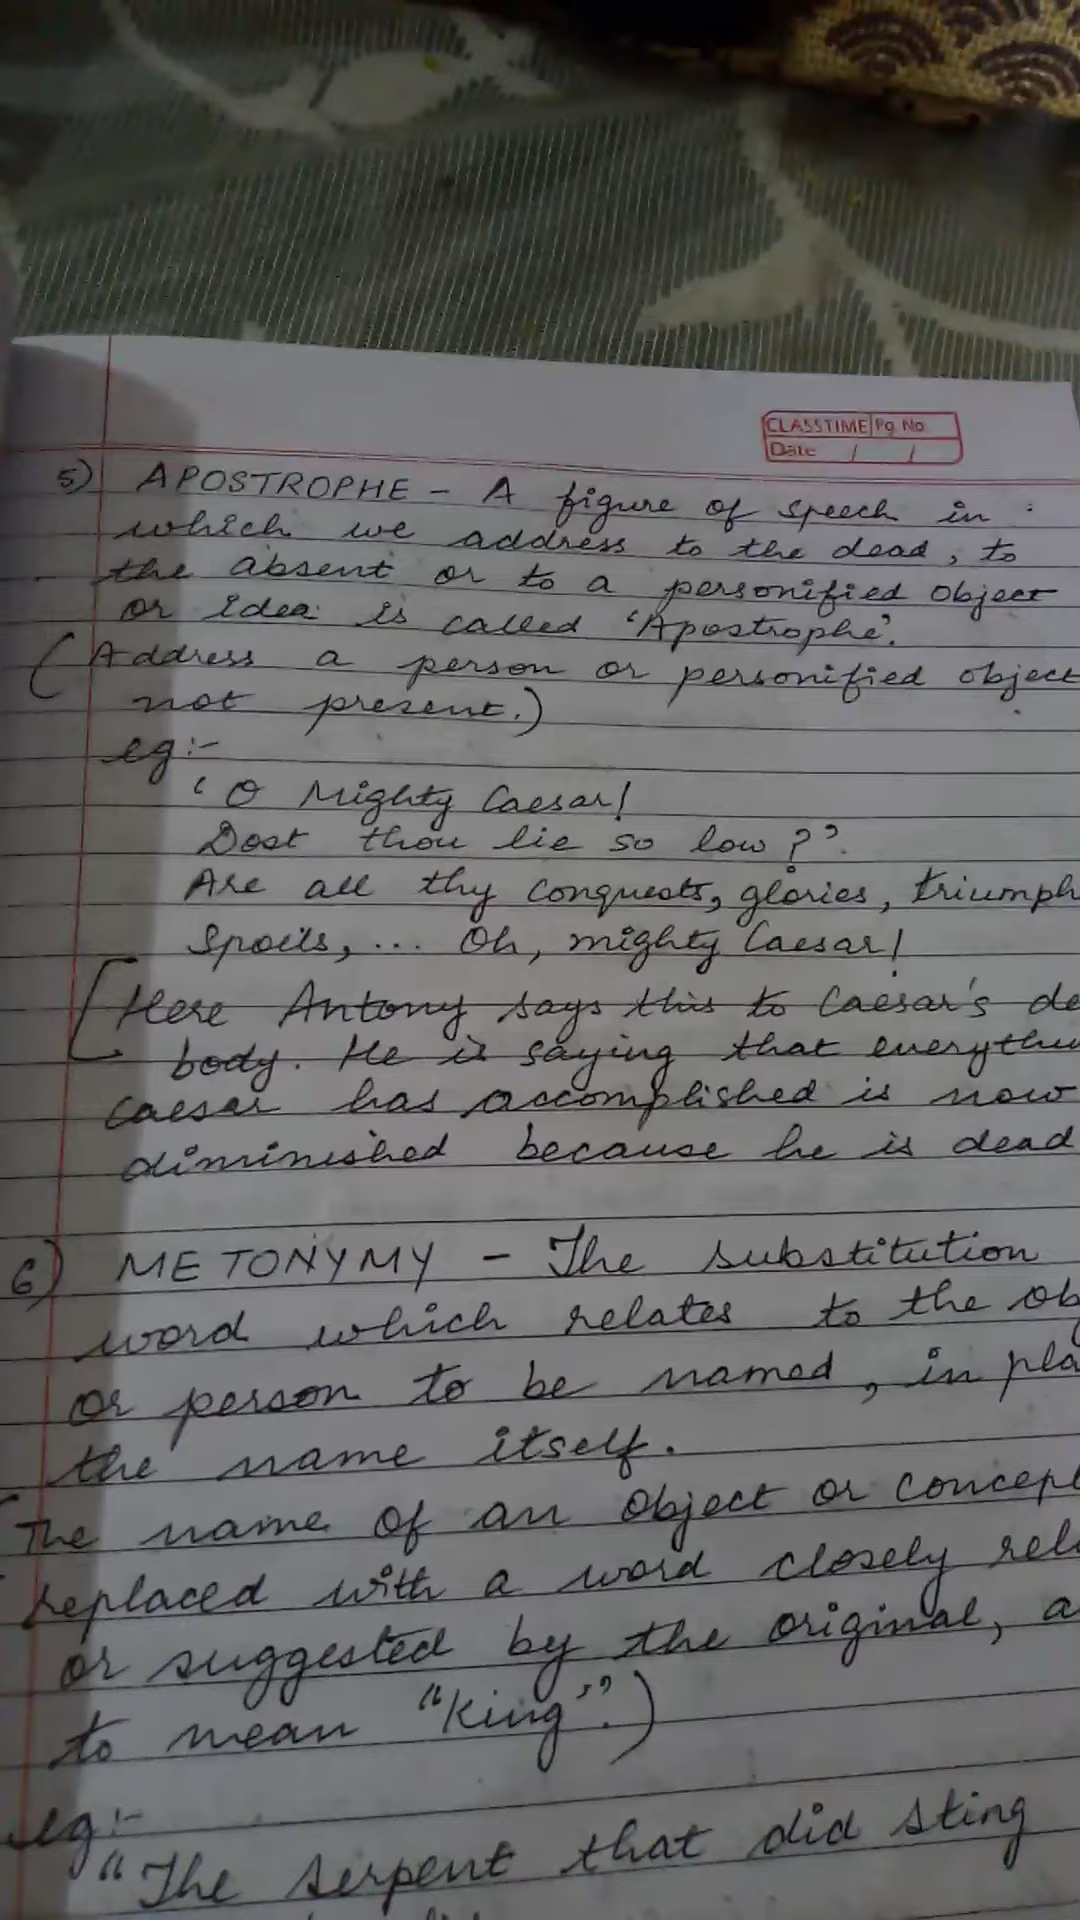 CLASSTIME Pg. No.
Date / /
5) APOSTROPHE - A figure of speech in
which we address to the dead, to
the absent or to a personified object
or idea is called 'Apostrophe'.
(Address a person or personified object
not present.)
eg:-
'O Mighty Caesar!
Dost thou lie so low ?'.
Are all thy conquests, glories, triumph
Spoils, ... Oh, mighty Caesar!
[Here Antony says this to Caesar's de
body. He is saying that everythi
Caesar has accomplished is now
diminished because he is dead
6) METONYMY - The substitution
word which relates to the ob
or person to be named, in pla
the name itself.
(The name of an object or concept
replaced with a word closely rel
or suggested by the original, a
to mean "King".)
eg:-
"The serpent that did sting